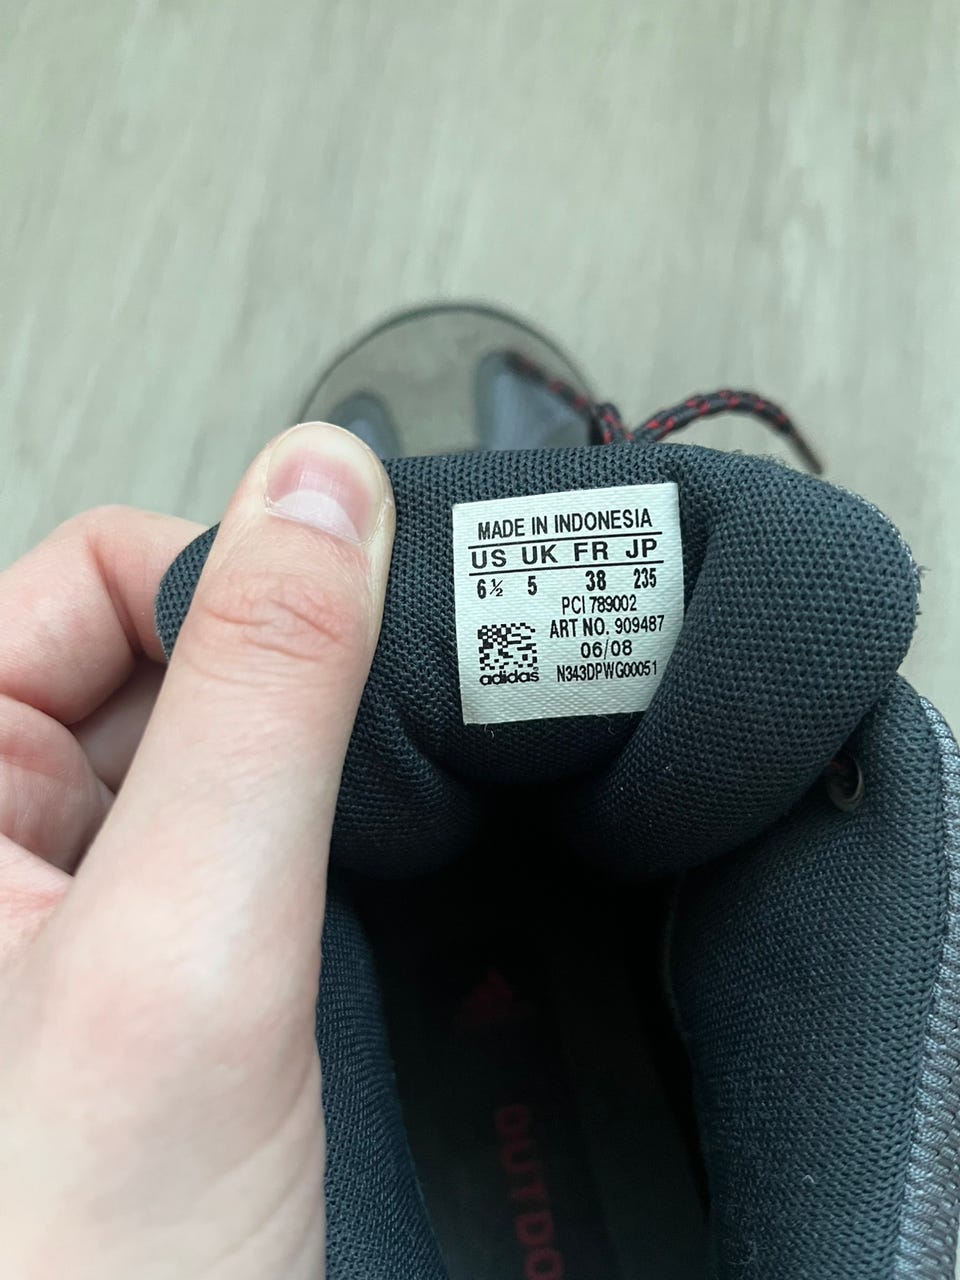 MADE IN INDONESIA
US UK FR JP
6½ 5 38 235
PCI 789002
ART NO. 909487
06/08
adidas N343DPWG00051
OUTDO